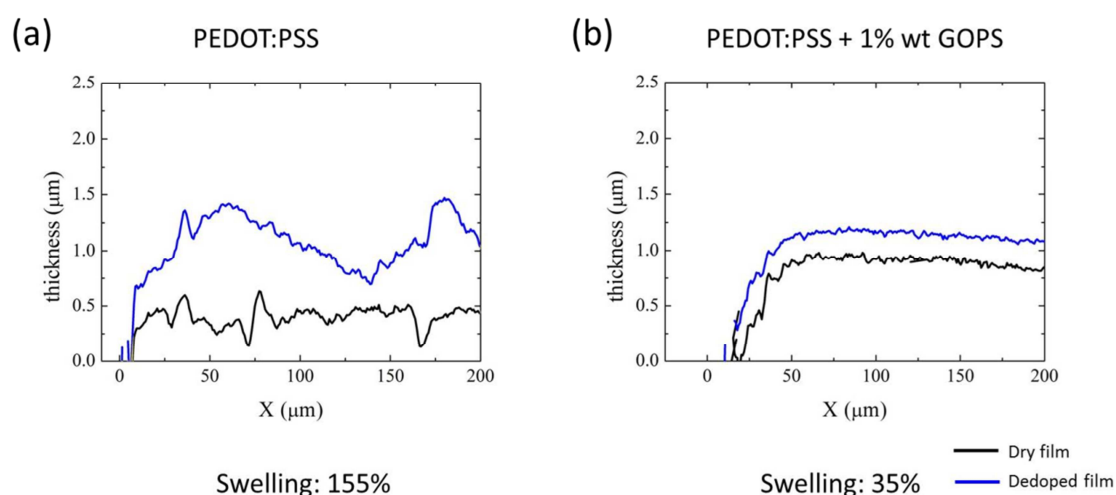 (a)
PEDOT:PSS
2.5
2.0
1.5
1.0
0.5
0.0
thickness (μm)
0 50 100 150 200
X (μm)
Swelling: 155%
(b)
PEDOT:PSS + 1% wt GOPS
2.5
2.0
1.5
1.0
0.5
0.0
thickness (μm)
0 50 100 150 200
X (μm)
Swelling: 35%
Dry film
Dedoped film